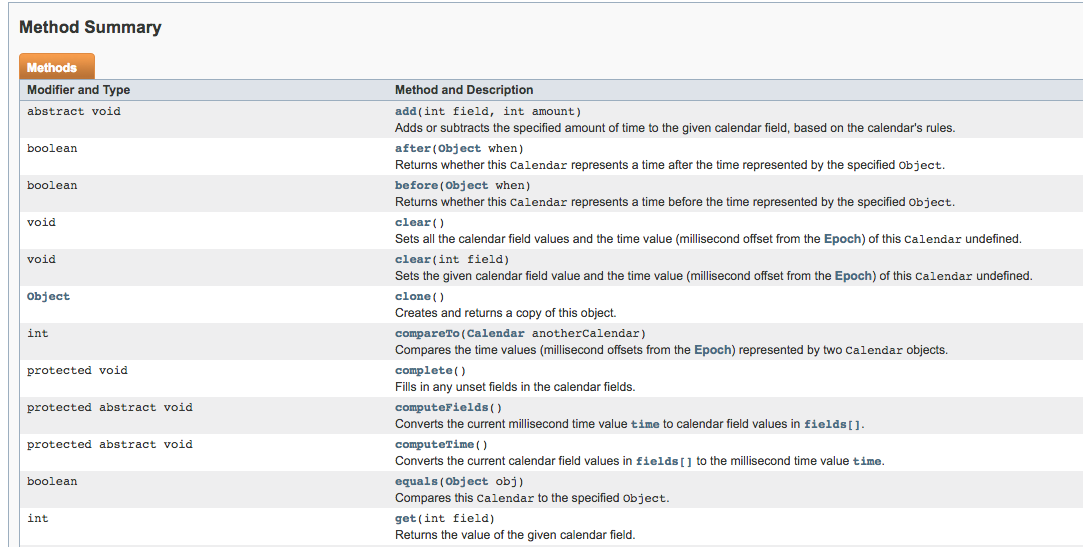 Method Summary
Methods
Modifier and Type Method and Description
abstract void add(int field, int amount)
Adds or subtracts the specified amount of time to the given calendar field, based on the calendar's rules.
boolean after(Object when)
Returns whether this Calendar represents a time after the time represented by the specified Object.
boolean before(Object when)
Returns whether this Calendar represents a time before the time represented by the specified Object.
void clear()
Sets all the calendar field values and the time value (millisecond offset from the Epoch) of this Calendar undefined.
void clear(int field)
Sets the given calendar field value and the time value (millisecond offset from the Epoch) of this Calendar undefined.
Object clone()
Creates and returns a copy of this object.
int compareTo(Calendar anotherCalendar)
Compares the time values (millisecond offsets from the Epoch) represented by two Calendar objects.
protected void complete()
Fills in any unset fields in the calendar fields.
protected abstract void computeFields()
Converts the current millisecond time value time to calendar field values in fields[].
protected abstract void computeTime()
Converts the current calendar field values in fields[] to the millisecond time value time.
boolean equals(Object obj)
Compares this Calendar to the specified Object.
int get(int field)
Returns the value of the given calendar field.